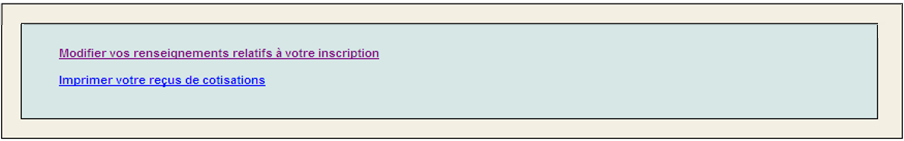 Modifier vos renseignements relatifs à votre inscription
Imprimer votre reçus de cotisations